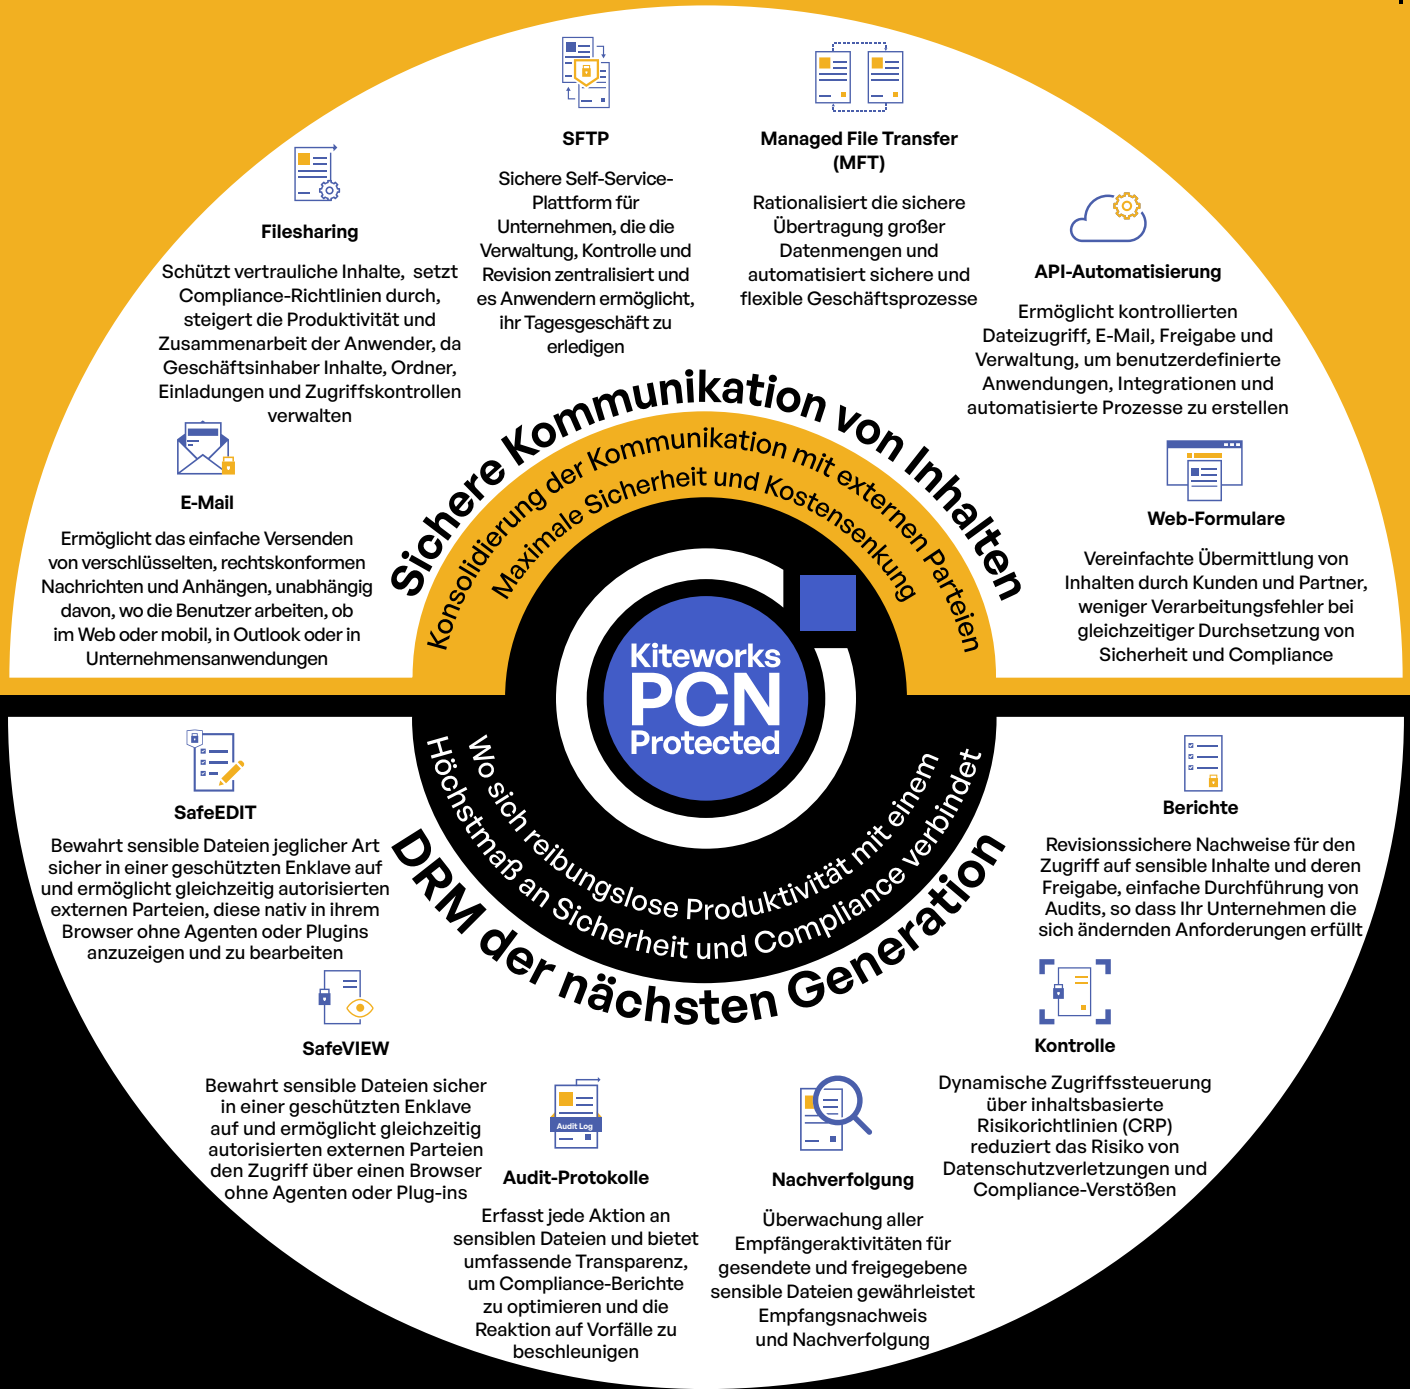 SFTP
Sichere Self-Service-
Plattform für
Unternehmen, die die
Verwaltung, Kontrolle und
Revision zentralisiert und
es Anwendern ermöglicht,
ihr Tagesgeschäft zu
erledigen
Managed File Transfer
(MFT)
Rationalisiert die sichere
Übertragung großer
Datenmengen und
automatisiert sichere und
flexible Geschäftsprozesse
Filesharing
Schützt vertrauliche Inhalte, setzt
Compliance-Richtlinien durch,
steigert die Produktivität und
Zusammenarbeit der Anwender, da
Geschäftsinhaber Inhalte, Ordner,
Einladungen und Zugriffskontrollen
verwalten
API-Automatisierung
Ermöglicht kontrollierten
Dateizugriff, E-Mail, Freigabe und
Verwaltung, um benutzerdefinierte
Anwendungen, Integrationen und
automatisierte Prozesse zu erstellen
E-Mail
Ermöglicht das einfache Versenden
von verschlüsselten, rechtskonformen
Nachrichten und Anhängen, unabhängig
davon, wo die Benutzer arbeiten, ob
im Web oder mobil, in Outlook oder in
Unternehmensanwendungen
Web-Formulare
Vereinfachte Übermittlung von
Inhalten durch Kunden und Partner,
weniger Verarbeitungsfehler bei
gleichzeitiger Durchsetzung von
Sicherheit und Compliance
Sichere Kommunikation von Inhalten
Konsolidierung der Kommunikation mit externen Parteien
Maximale Sicherheit und Kostensenkung
Kiteworks
PCN
Protected
Wo sich reibungslose Produktivität mit einem
Höchstmaß an Sicherheit und Compliance verbindet
DRM der nächsten Generation
SafeEDIT
Bewahrt sensible Dateien jeglicher Art
sicher in einer geschützten Enklave auf
und ermöglicht gleichzeitig autorisierten
externen Parteien, diese nativ in ihrem
Browser ohne Agenten oder Plugins
anzuzeigen und zu bearbeiten
Berichte
Revisionssichere Nachweise für den
Zugriff auf sensible Inhalte und deren
Freigabe, einfache Durchführung von
Audits, so dass Ihr Unternehmen die
sich ändernden Anforderungen erfüllt
SafeVIEW
Bewahrt sensible Dateien sicher
in einer geschützten Enklave
auf und ermöglicht gleichzeitig
autorisierten externen Parteien
den Zugriff über einen Browser
ohne Agenten oder Plug-ins
Kontrolle
Dynamische Zugriffssteuerung
über inhaltsbasierte
Risikorichtlinien (CRP)
reduziert das Risiko von
Datenschutzverletzungen und
Compliance-Verstößen
Audit Log
Audit-Protokolle
Erfasst jede Aktion an
sensiblen Dateien und bietet
umfassende Transparenz,
um Compliance-Berichte
zu optimieren und die
Reaktion auf Vorfälle zu
beschleunigen
Nachverfolgung
Überwachung aller
Empfängeraktivitäten für
gesendete und freigegebene
sensible Dateien gewährleistet
Empfangsnachweis
und Nachverfolgung